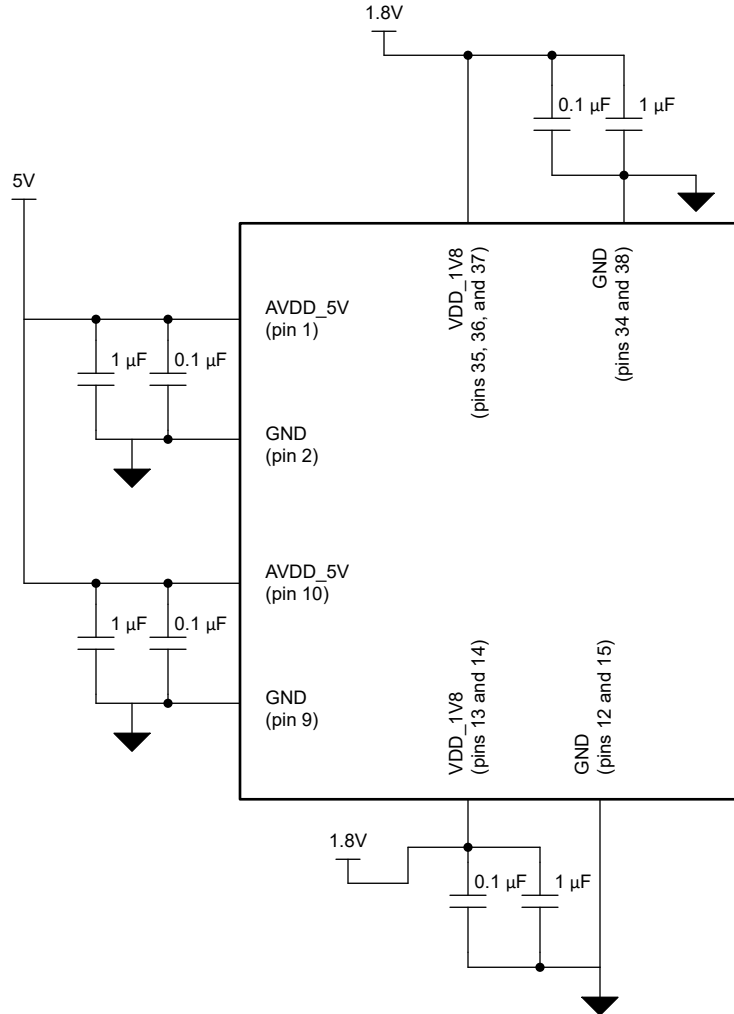 1.8V
0.1 µF
1 µF
5V
VDD_1V8
(pins 35, 36, and 37)
GND
(pins 34 and 38)
AVDD_5V
(pin 1)
1 µF
0.1 µF
GND
(pin 2)
AVDD_5V
(pin 10)
1 µF
0.1 µF
GND
(pin 9)
VDD_1V8
(pins 13 and 14)
GND
(pins 12 and 15)
1.8V
0.1 µF
1 µF